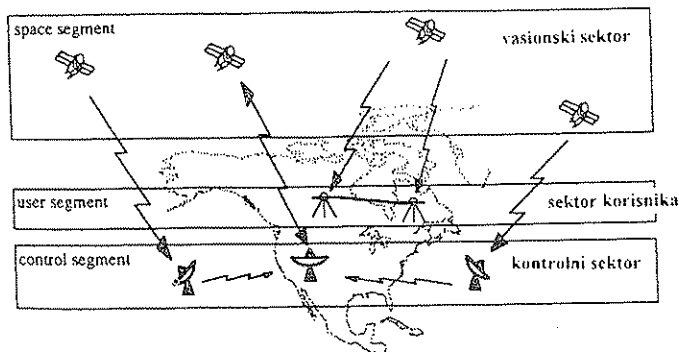 space segment
vasionski sektor
user segment
sektor korisnika
control segment
kontrolni sektor